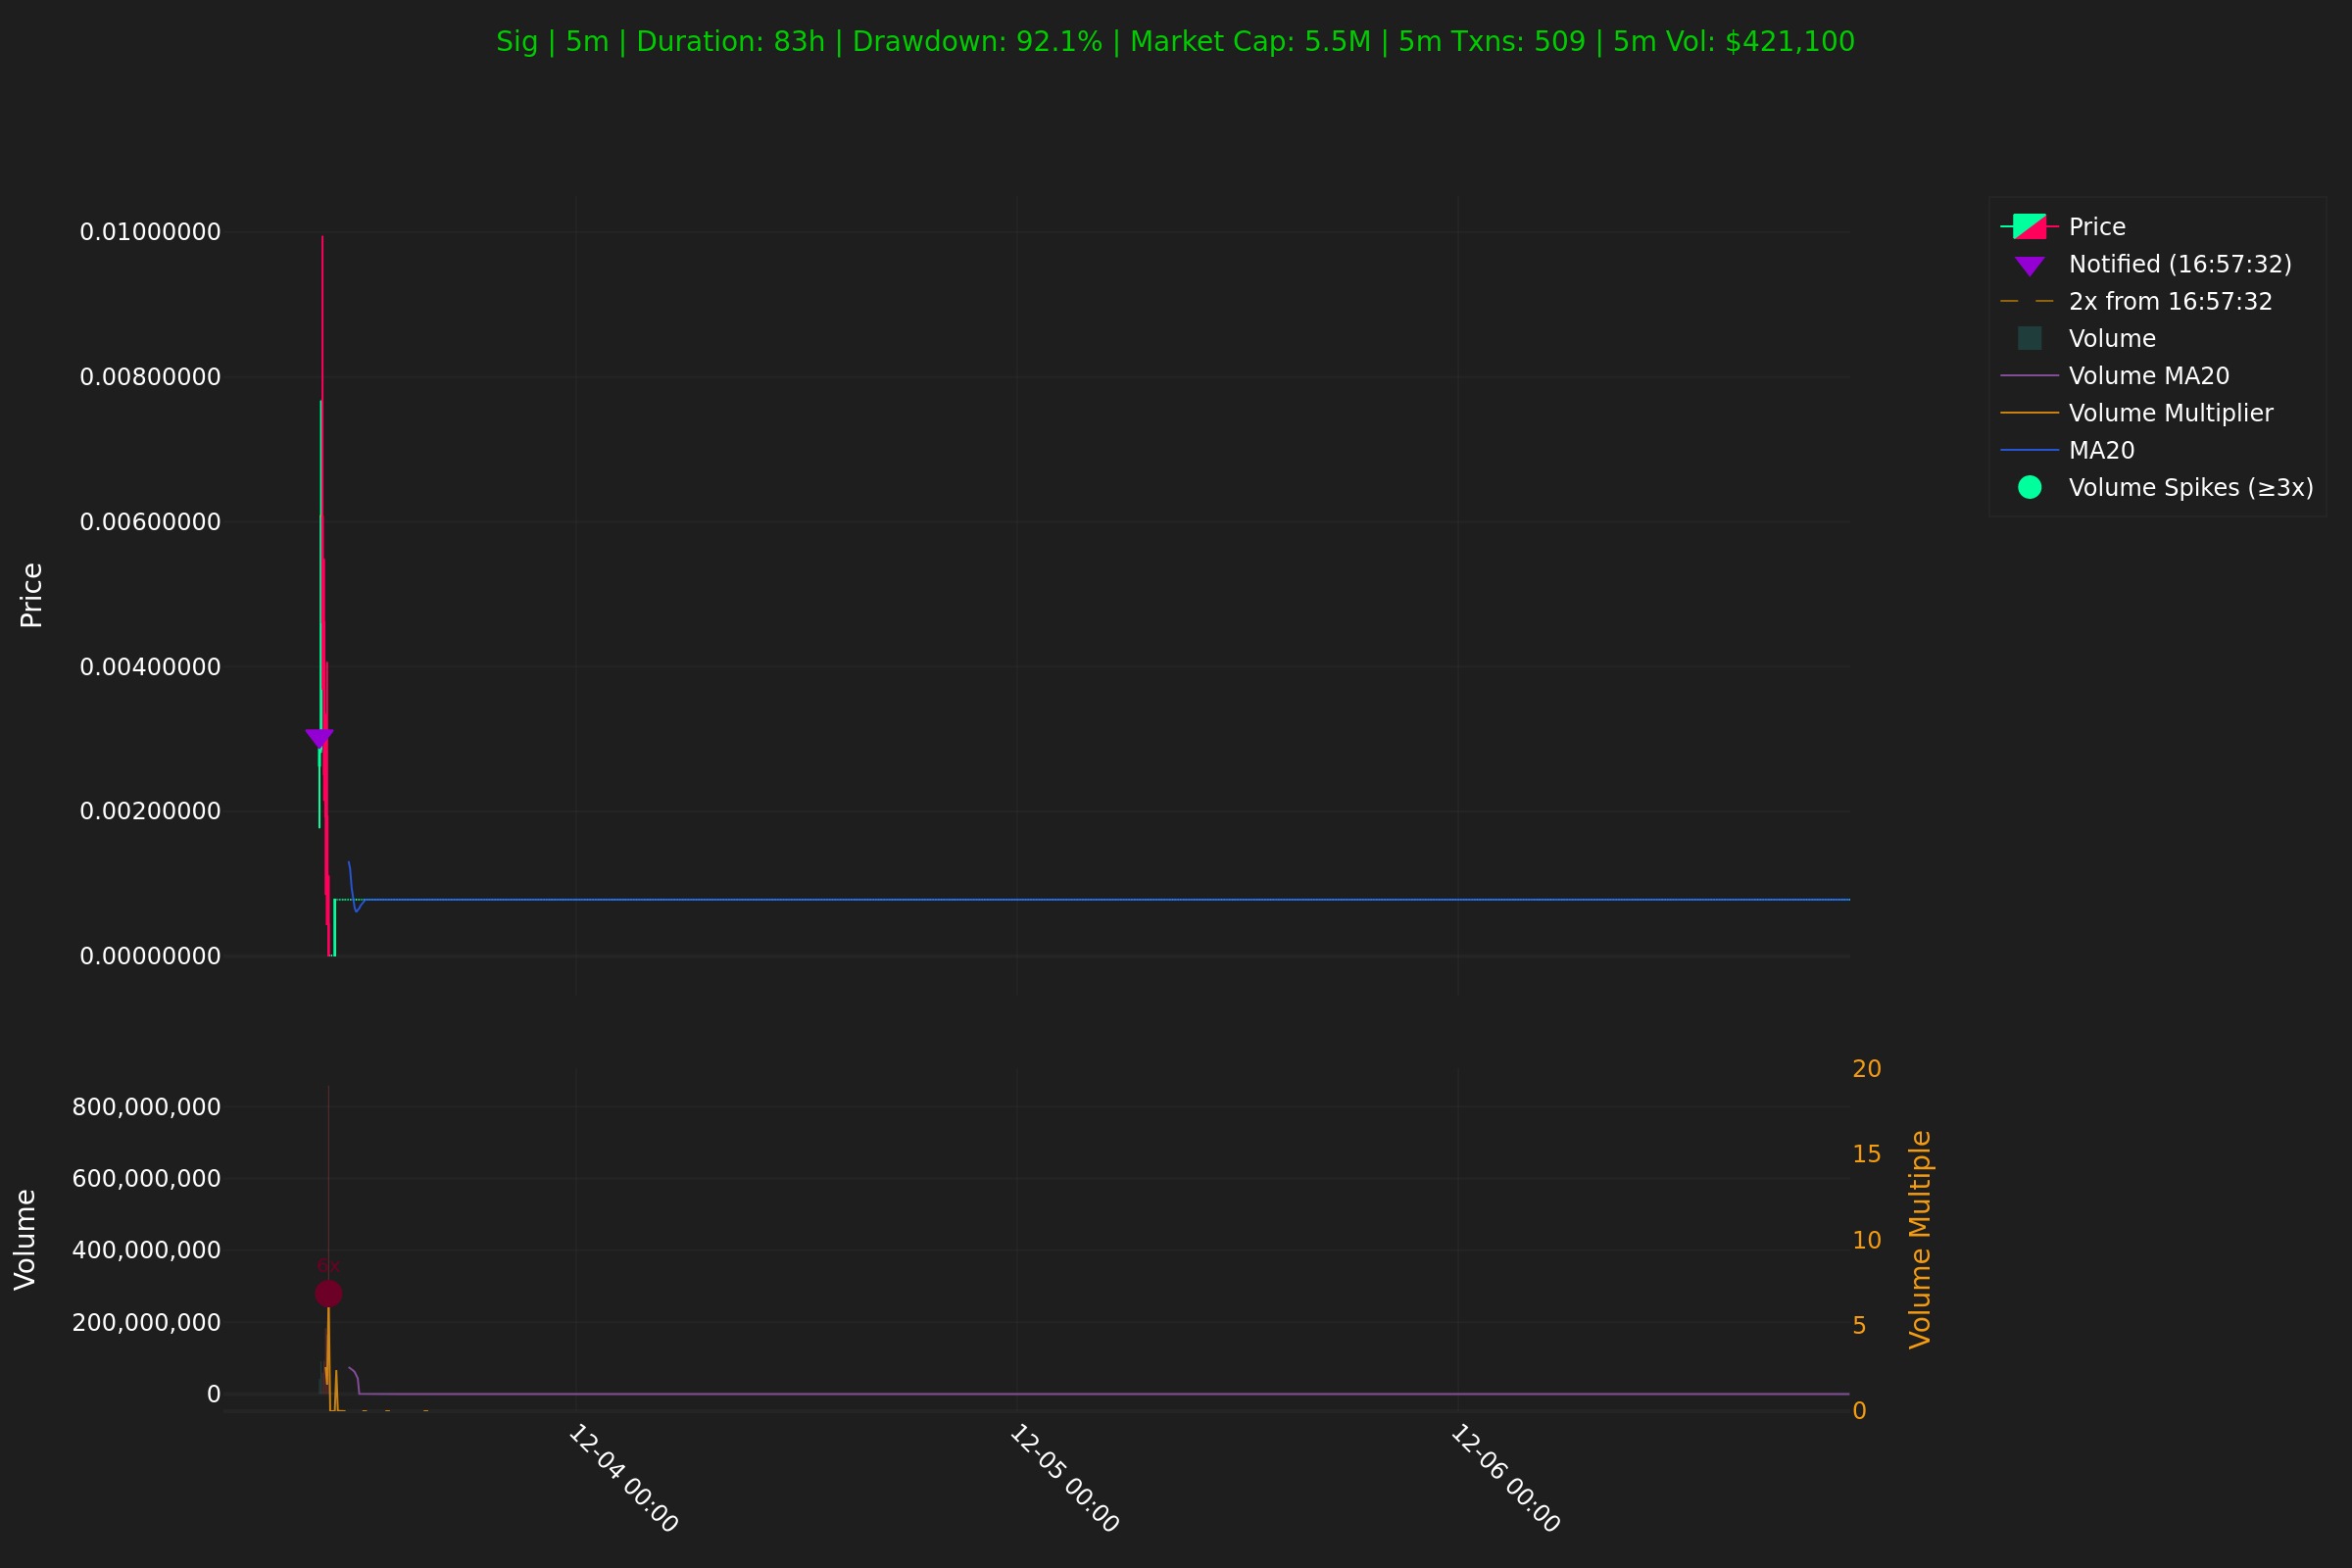 Sig | 5m | Duration: 83h | Drawdown: 92.1% | Market Cap: 5.5M | 5m Txns: 509 | 5m Vol: $421,100
Price
0.01000000
0.00800000
0.00600000
0.00400000
0.00200000
0.00000000
Price
Notified (16:57:32)
2x from 16:57:32
Volume
Volume MA20
Volume Multiplier
MA20
Volume Spikes (≥3x)
Volume
800,000,000
600,000,000
400,000,000
200,000,000
0
6x
20
15
10
5
0
Volume Multiple
12-04 00:00
12-05 00:00
12-06 00:00